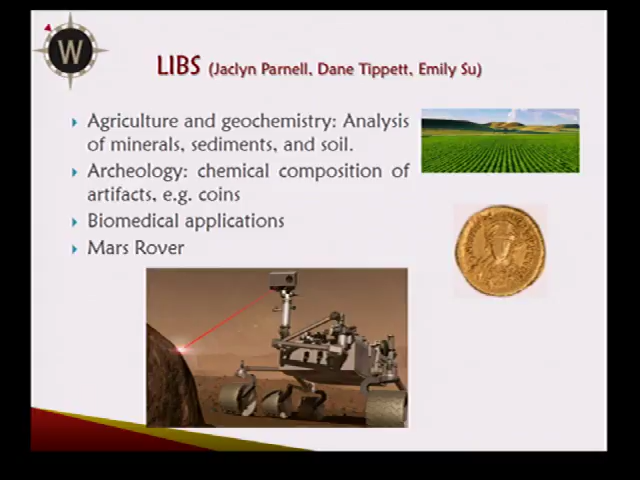 W
LIBS (Jaclyn Parnell, Dane Tippett, Emily Su)
Agriculture and geochemistry: Analysis
of minerals, sediments, and soil.
Archeology: chemical composition of
artifacts, e.g. coins
Biomedical applications
Mars Rover